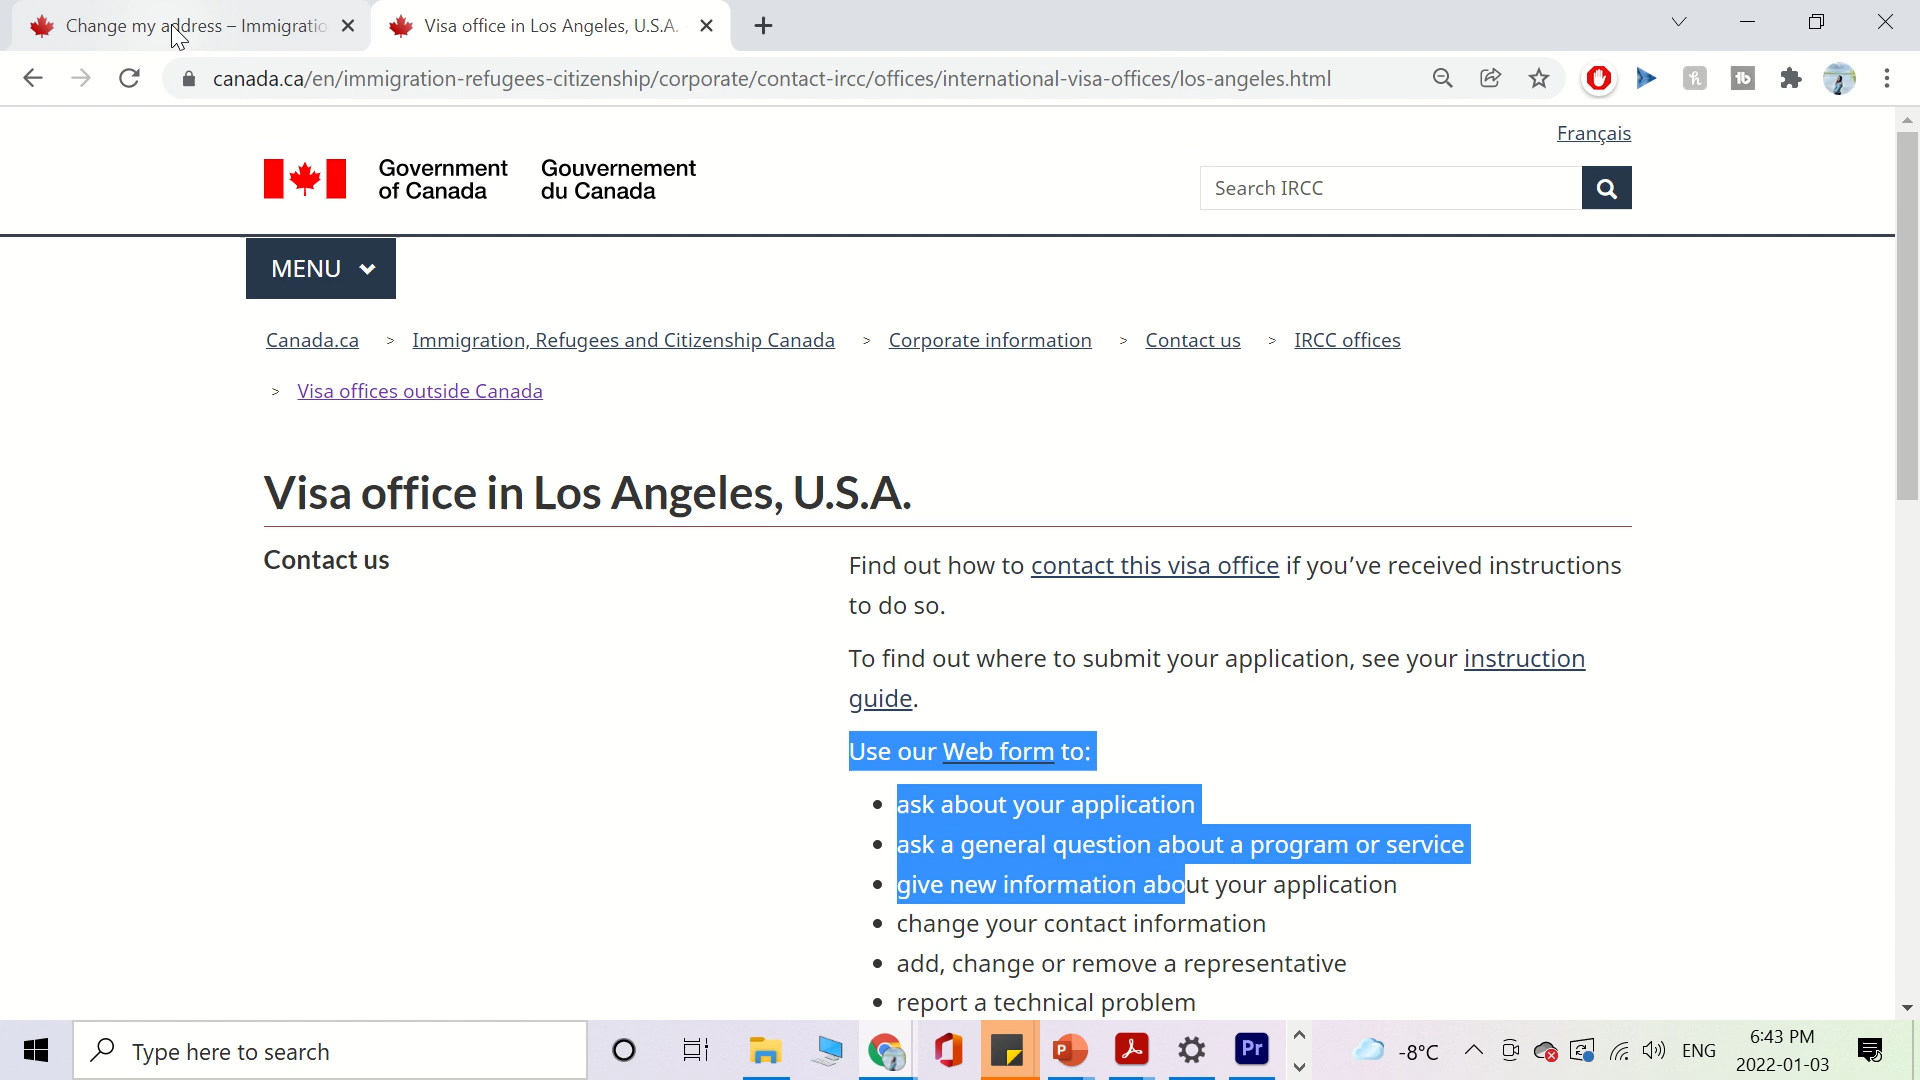 Change my address – Immigratio
Visa office in Los Angeles, U.S.A.
canada.ca/en/immigration-refugees-citizenship/corporate/contact-ircc/offices/international-visa-offices/los-angeles.html
Français
Government of Canada
Gouvernement du Canada
Search IRCC
MENU
Canada.ca > Immigration, Refugees and Citizenship Canada > Corporate information > Contact us > IRCC offices
> Visa offices outside Canada
Visa office in Los Angeles, U.S.A.
Contact us
Find out how to contact this visa office if you’ve received instructions
to do so.
To find out where to submit your application, see your instruction
guide.
Use our Web form to:
• ask about your application
• ask a general question about a program or service
• give new information about your application
• change your contact information
• add, change or remove a representative
• report a technical problem
Type here to search
Pr
-8°C
ENG
6:43 PM
2022-01-03